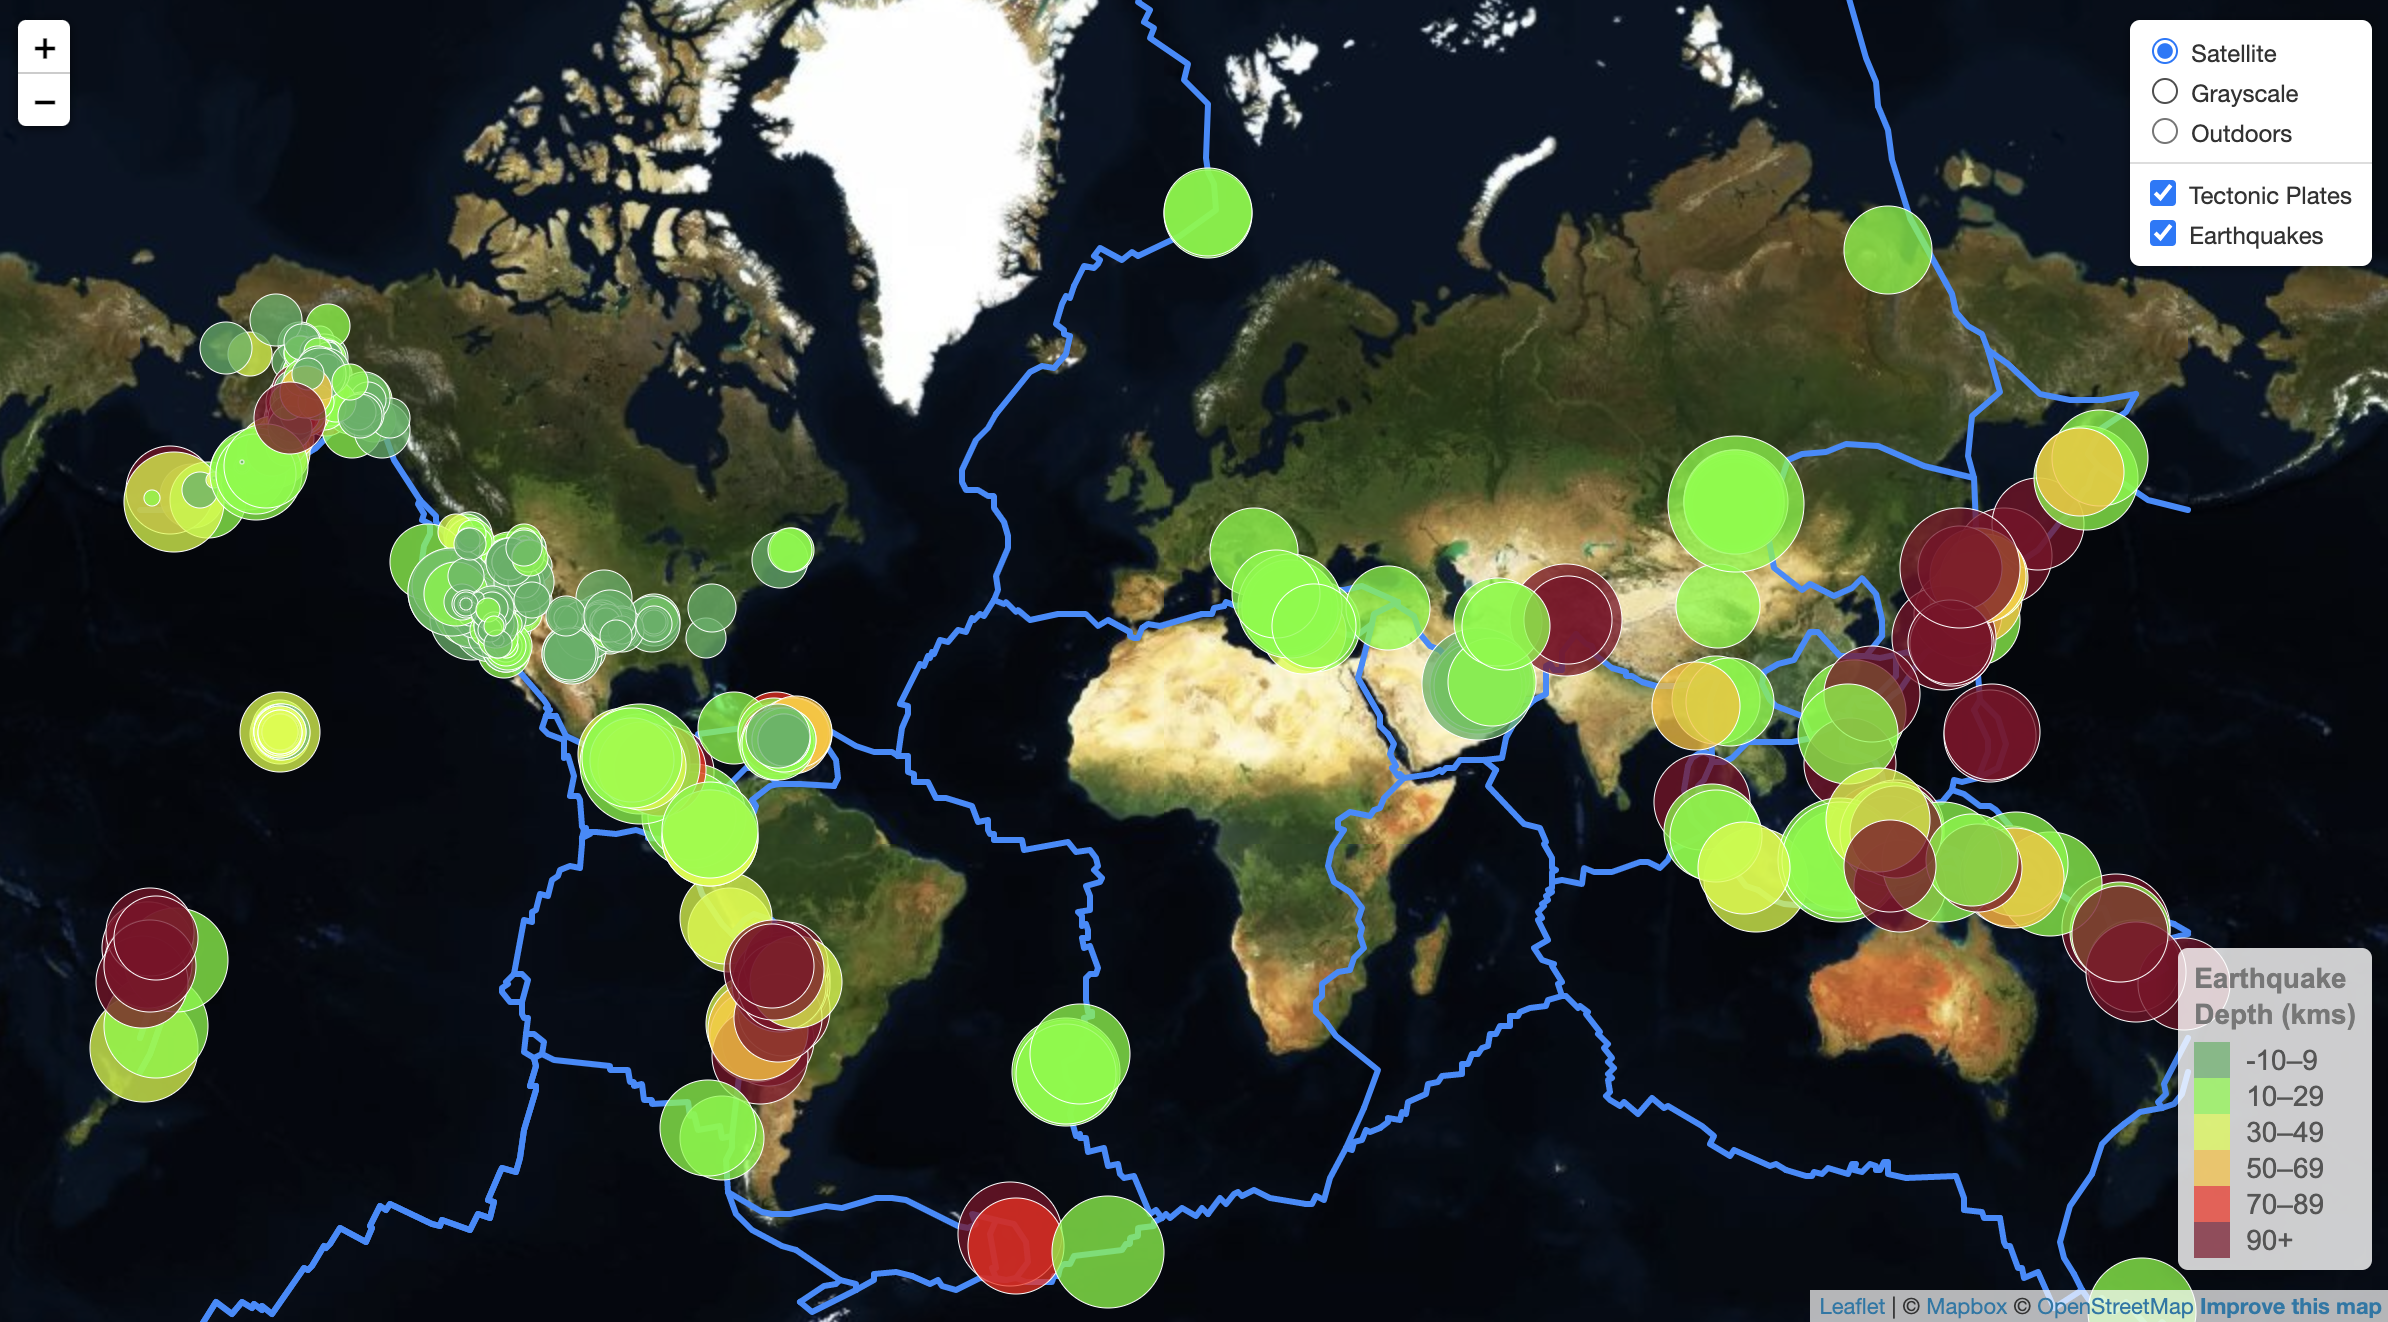 +
−
Satellite
Grayscale
Outdoors
Tectonic Plates
Earthquakes
Earthquake
Depth (kms)
-10–9
10–29
30–49
50–69
70–89
90+
Leaflet | © Mapbox © OpenStreetMap Improve this map